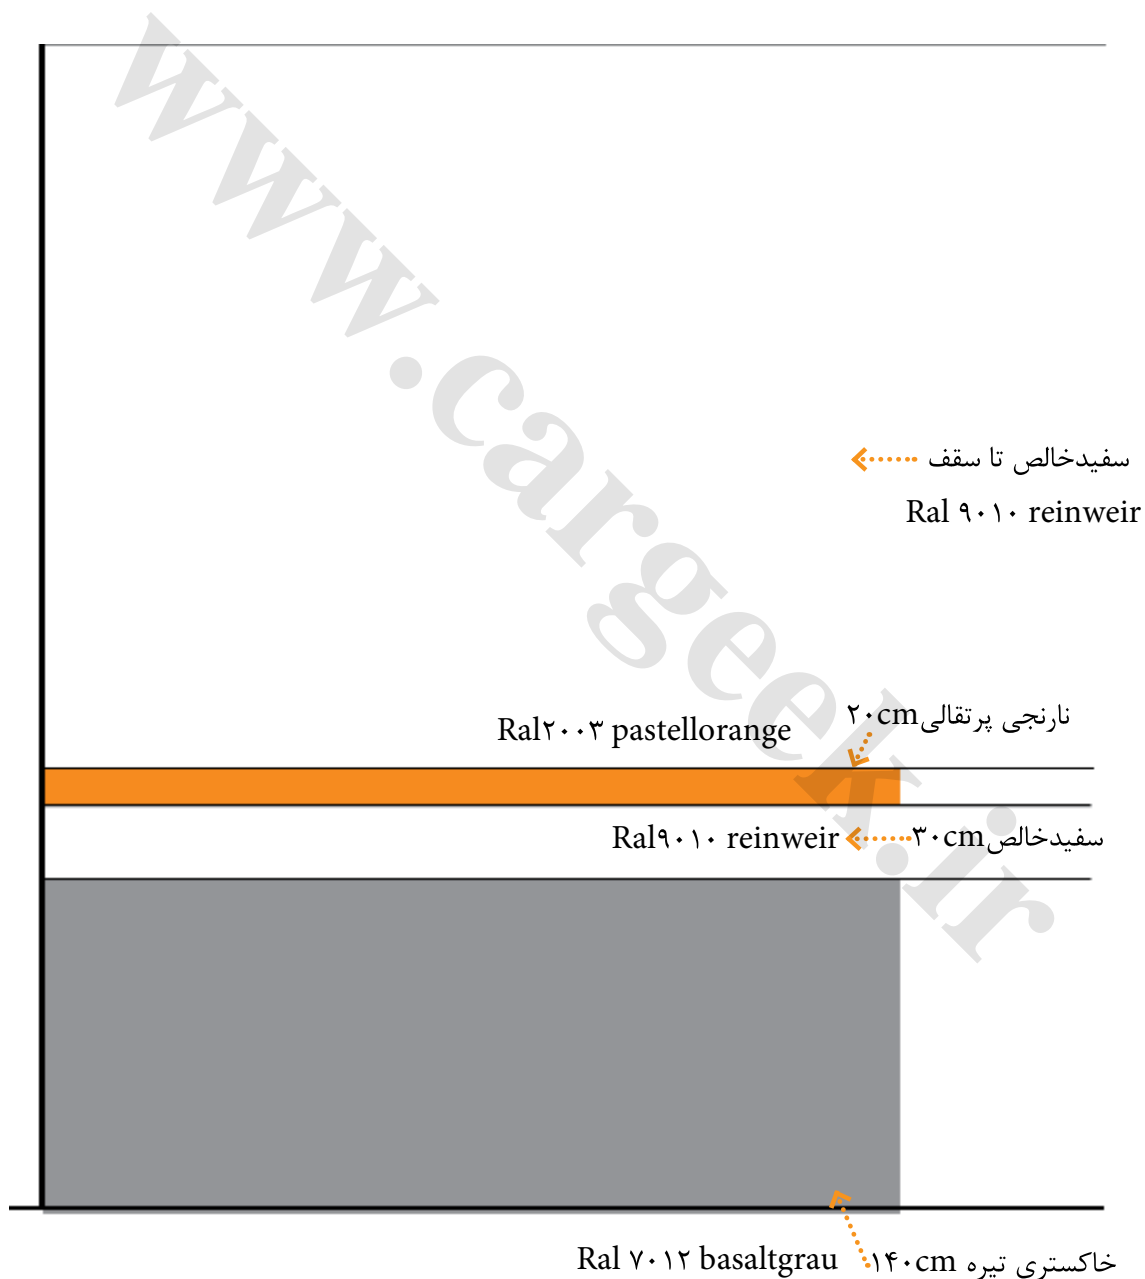 www.cargeek.ir
سفیدخالص تا سقف
Ral ۹۰۱۰ reinweir
نارنجی پرتقالی۲۰cm
Ral۲۰۰۳ pastellorange
سفیدخالص۳۰cm
Ral۹۰۱۰ reinweir
خاکستری تیره ۱۴۰cm
Ral ۷۰۱۲ basaltgrau